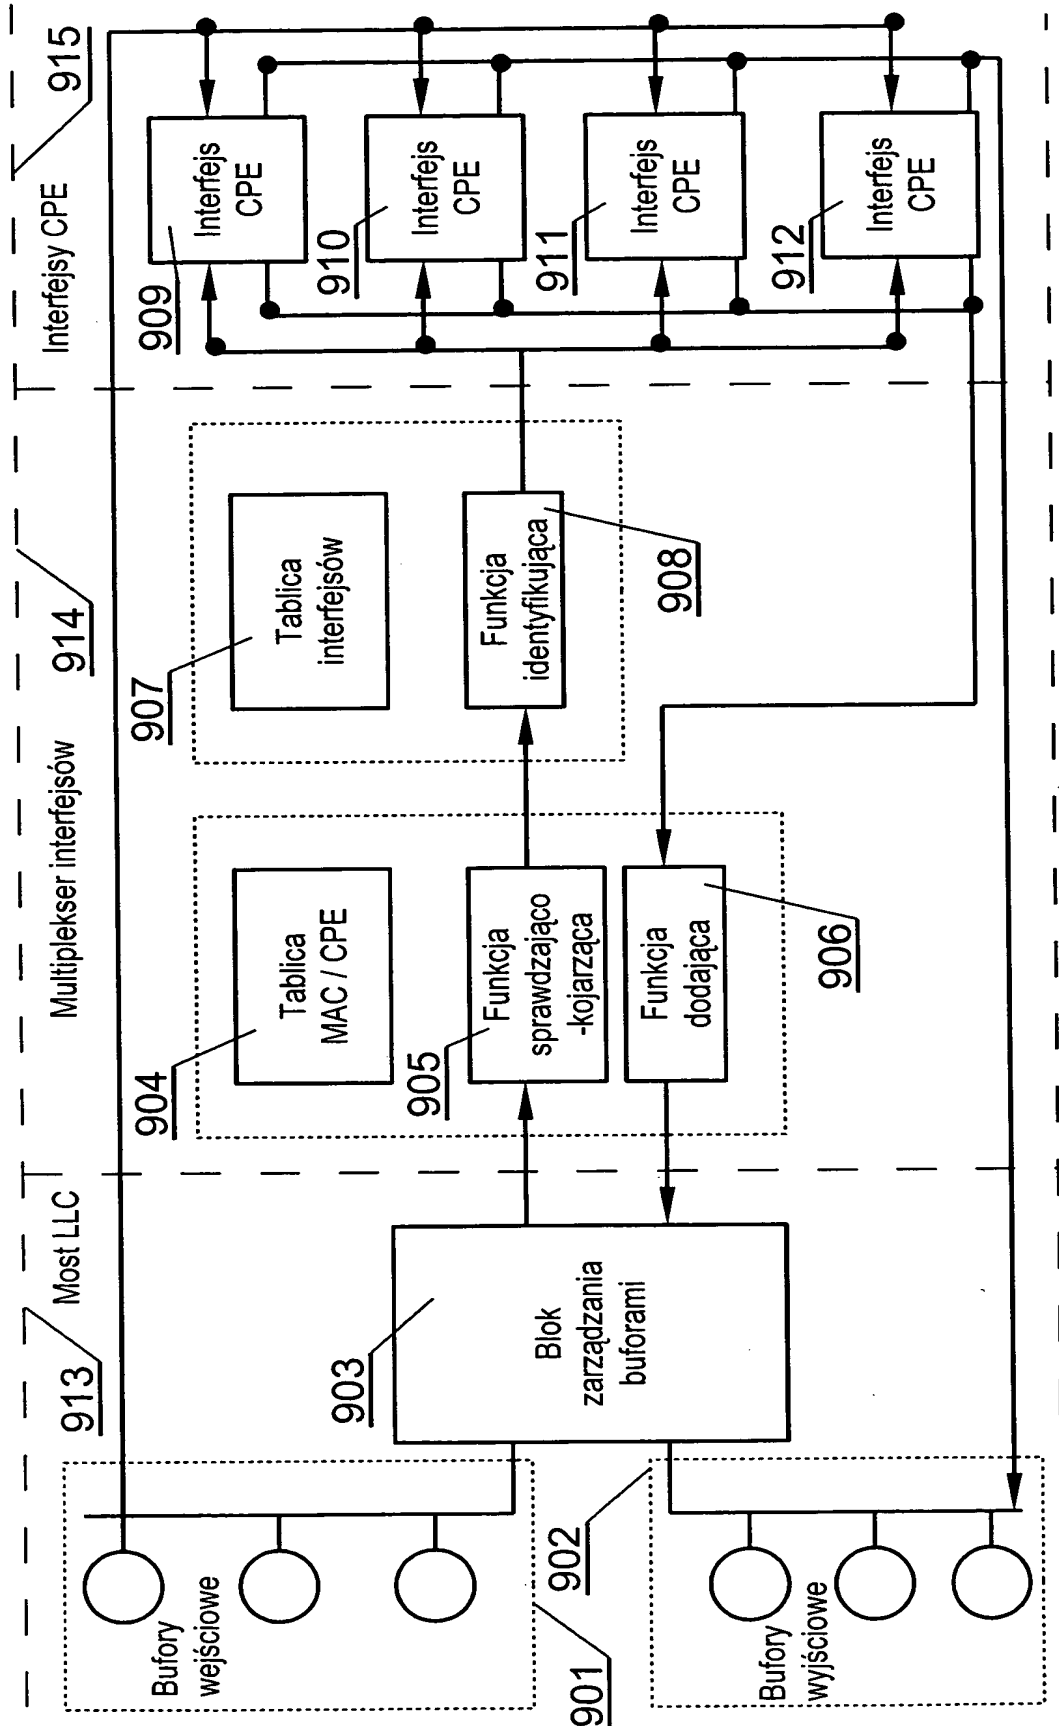 913
Most LLC
914
Multiplekser interfejsów
915
Interfejsy CPE
Bufory
wejściowe
901
Bufory
wyjściowe
902
903
Blok
zarządzania
buforami
904
Tablica
MAC / CPE
905
Funkcja
sprawdzająco
-kojarząca
Funkcja
dodająca
906
907
Tablica
interfejsów
Funkcja
identyfikująca
908
909
Interfejs
CPE
910
Interfejs
CPE
911
Interfejs
CPE
912
Interfejs
CPE